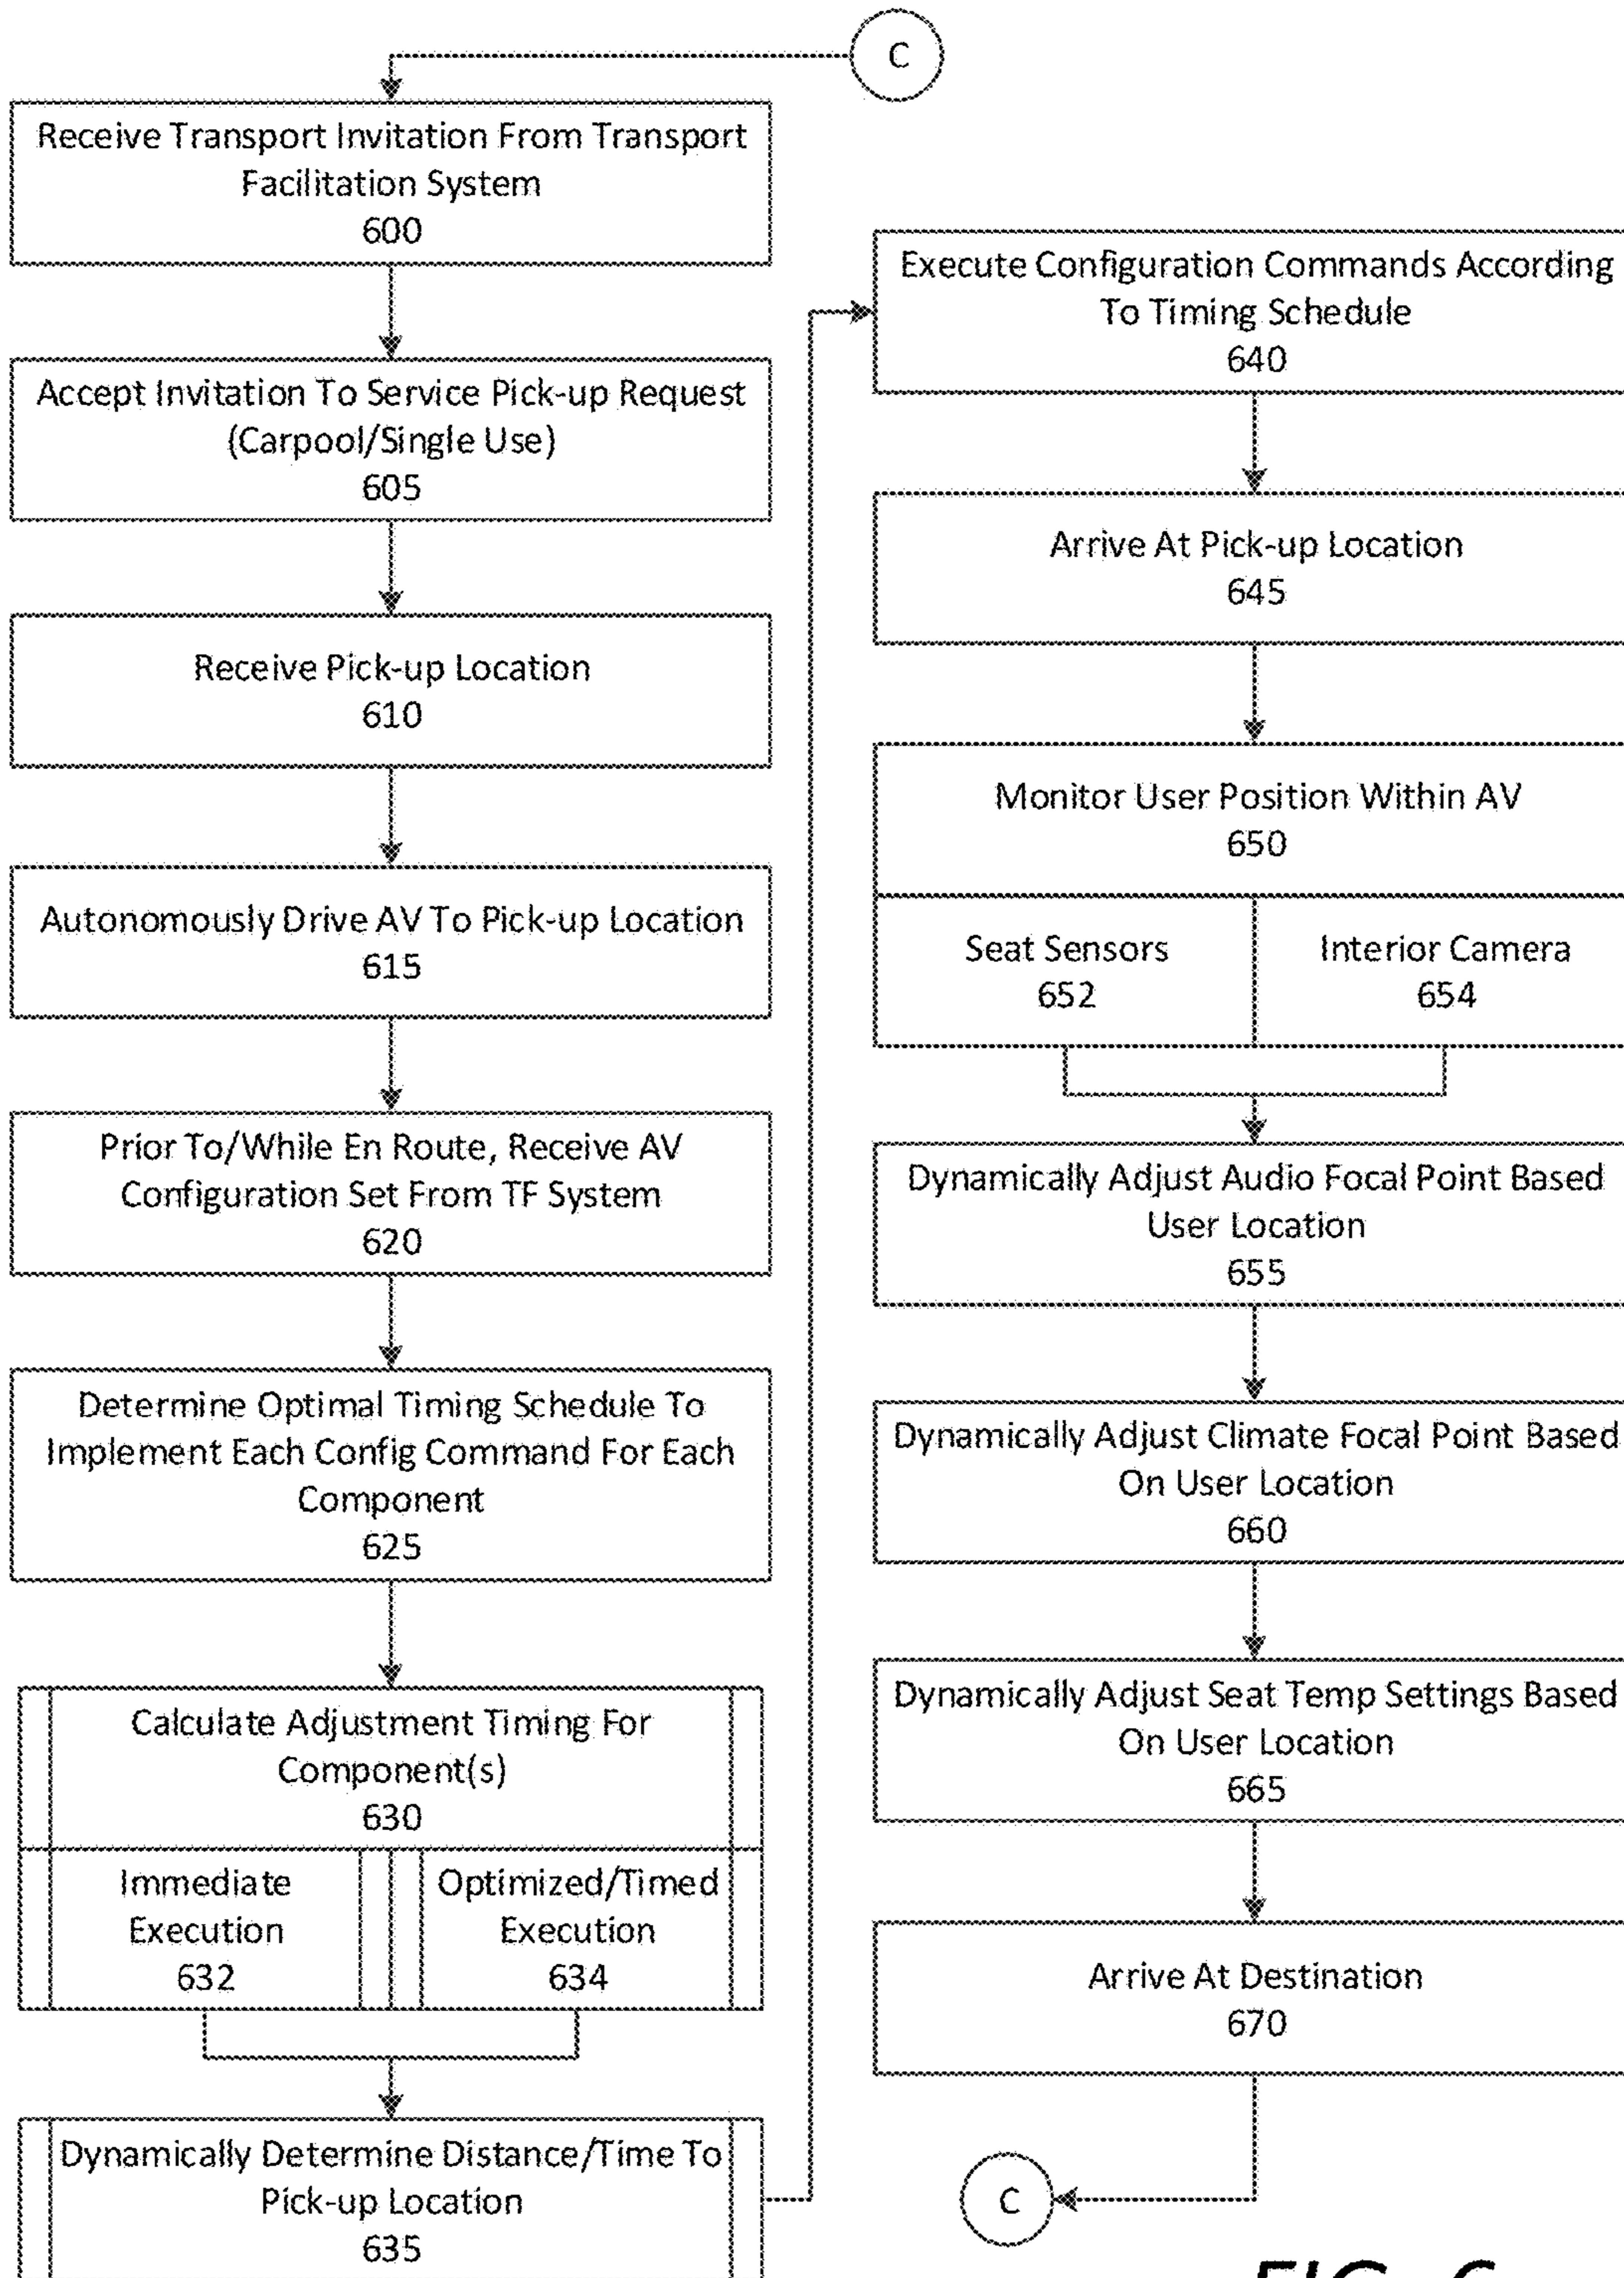 C
Receive Transport Invitation From Transport
Facilitation System
600
Accept Invitation To Service Pick-up Request
(Carpool/Single Use)
605
Receive Pick-up Location
610
Autonomously Drive AV To Pick-up Location
615
Prior To/While En Route, Receive AV
Configuration Set From TF System
620
Determine Optimal Timing Schedule To
Implement Each Config Command For Each
Component
625
Calculate Adjustment Timing For
Component(s)
630
Immediate
Execution
632
Optimized/Timed
Execution
634
Dynamically Determine Distance/Time To
Pick-up Location
635
Execute Configuration Commands According
To Timing Schedule
640
Arrive At Pick-up Location
645
Monitor User Position Within AV
650
Seat Sensors
652
Interior Camera
654
Dynamically Adjust Audio Focal Point Based
User Location
655
Dynamically Adjust Climate Focal Point Based
On User Location
660
Dynamically Adjust Seat Temp Settings Based
On User Location
665
Arrive At Destination
670
C
FIG. 6